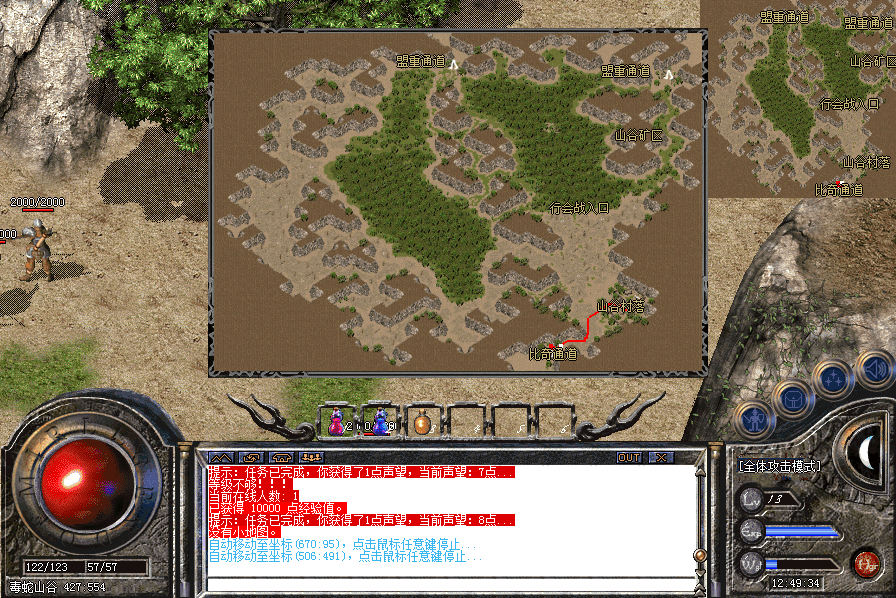 盟重通道
盟重通道
山谷矿区
行会战入口
山谷村落
比奇通道
盟重通道
盟重通道
山谷矿区
行会战入口
山谷村落
比奇通道
2000/2000
000
OUT
提示: 任务已完成, 你获得了1点声望, 当前声望: 7点...
等级不够!!!
当前在线人数: 1
已获得 10000 点经验值。
提示: 任务已完成, 你获得了1点声望, 当前声望: 8点...
没有小地图。
自动移动至坐标(670:95), 点击鼠标任意键停止...
自动移动至坐标(506:491), 点击鼠标任意键停止...
122/123
57/57
毒蛇山谷 427:554
[全体攻击模式]
Lv 13
Exp
W
12:49:34